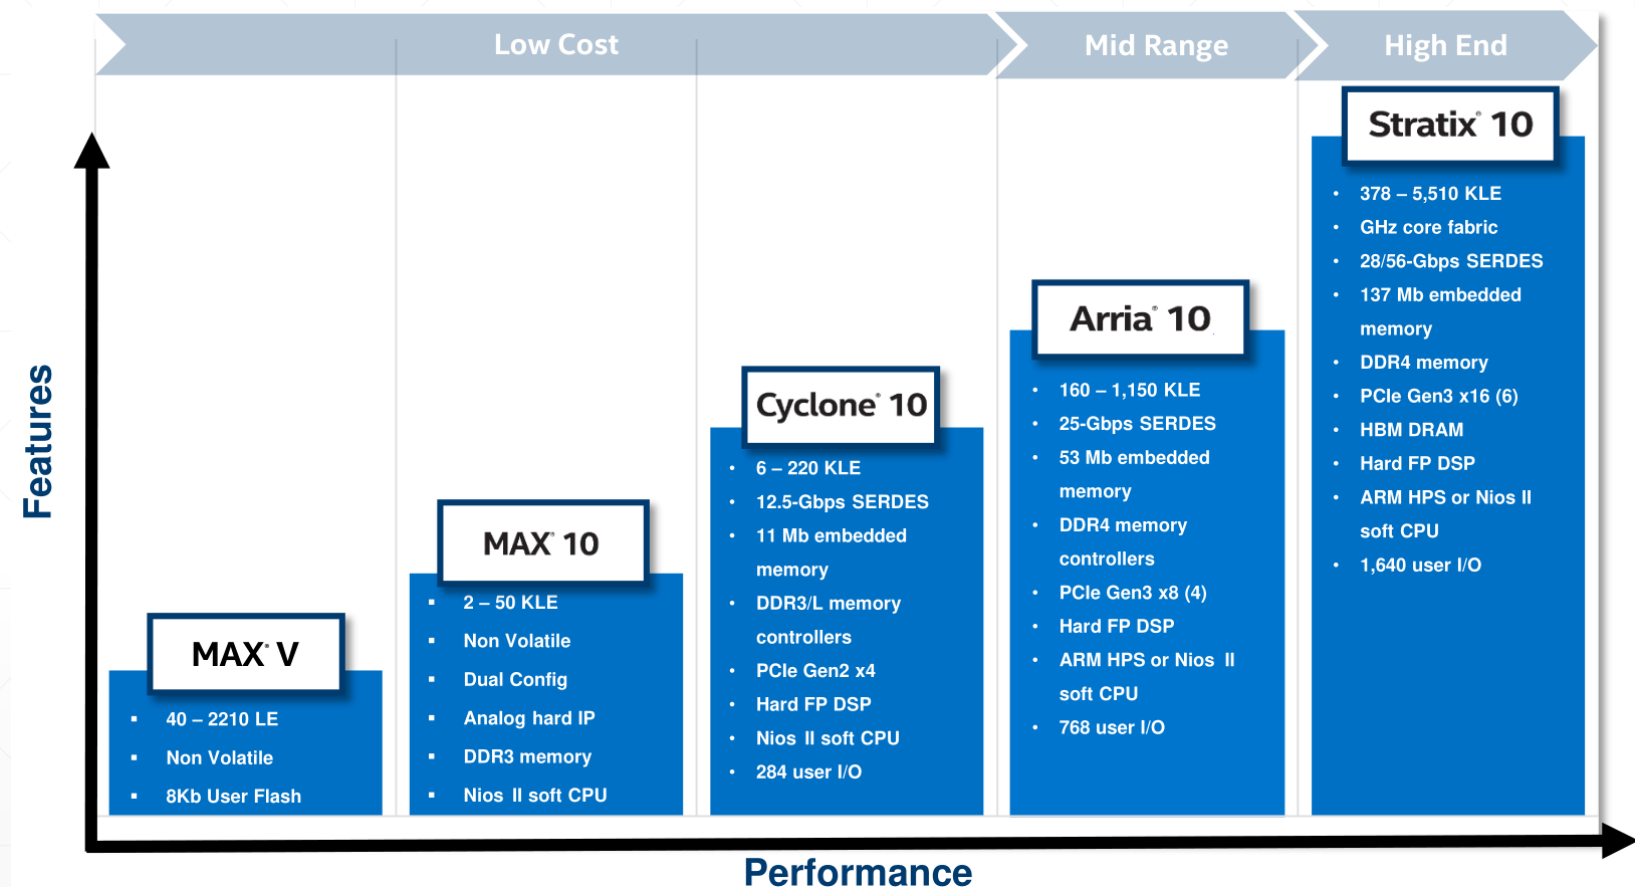 Low Cost
Mid Range
High End
Features
MAX® V
40 – 2210 LE
Non Volatile
8Kb User Flash
MAX® 10
2 – 50 KLE
Non Volatile
Dual Config
Analog hard IP
DDR3 memory
Nios II soft CPU
Cyclone® 10
6 – 220 KLE
12.5-Gbps SERDES
11 Mb embedded
memory
DDR3/L memory
controllers
PCIe Gen2 x4
Hard FP DSP
Nios II soft CPU
284 user I/O
Arria® 10
160 – 1,150 KLE
25-Gbps SERDES
53 Mb embedded
memory
DDR4 memory
controllers
PCIe Gen3 x8 (4)
Hard FP DSP
ARM HPS or Nios II
soft CPU
768 user I/O
Stratix® 10
378 – 5,510 KLE
GHz core fabric
28/56-Gbps SERDES
137 Mb embedded
memory
DDR4 memory
PCIe Gen3 x16 (6)
HBM DRAM
Hard FP DSP
ARM HPS or Nios II
soft CPU
1,640 user I/O
Performance